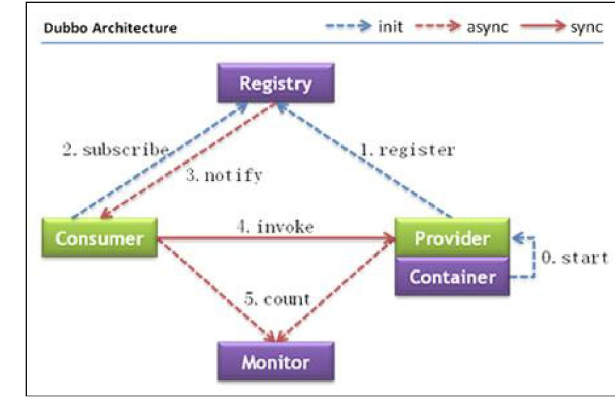 Dubbo Architecture
init
async
sync
Registry
2. subscribe
1. register
3. notify
Consumer
4. invoke
Provider
Container
0. start
5. count
Monitor